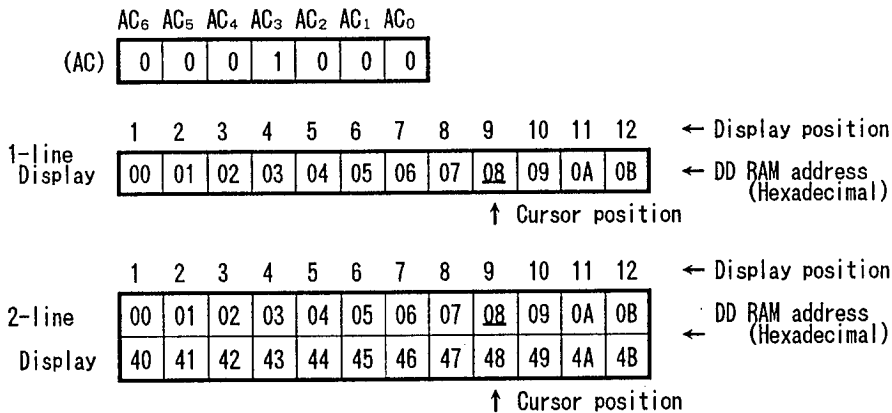 AC₆ AC₅ AC₄ AC₃ AC₂ AC₁ AC₀
(AC) 0 0 0 1 0 0 0
1 2 3 4 5 6 7 8 9 10 11 12 ← Display position
1-line
Display 00 01 02 03 04 05 06 07 08 09 0A 0B ← DD RAM address
(Hexadecimal)
↑ Cursor position
1 2 3 4 5 6 7 8 9 10 11 12 ← Display position
2-line 00 01 02 03 04 05 06 07 08 09 0A 0B DD RAM address
← (Hexadecimal)
Display 40 41 42 43 44 45 46 47 48 49 4A 4B
↑ Cursor position